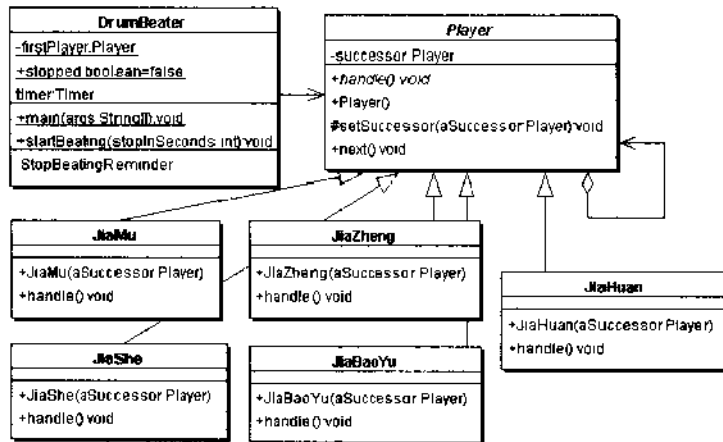 DrumBeater
-firstPlayer:Player
+stopped:boolean=false
timer:Timer
+main(args:String[]):void
+startBeating(stopInSeconds:int):void
StopBeatingReminder
Player
-successor:Player
+handle():void
+Player()
#setSuccessor(aSuccessor:Player):void
+next():void
JiaMu
+JiaMu(aSuccessor:Player)
+handle():void
JiaZheng
+JiaZheng(aSuccessor:Player)
+handle():void
JiaHuan
+JiaHuan(aSuccessor:Player)
+handle():void
JiaShe
+JiaShe(aSuccessor:Player)
+handle():void
JiaBaoYu
+JiaBaoYu(aSuccessor:Player)
+handle():void